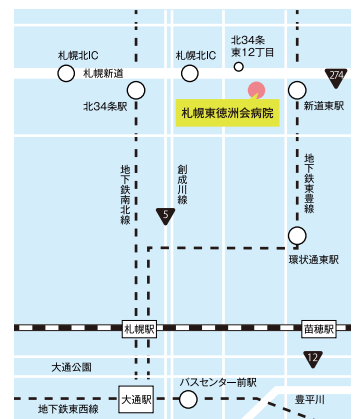 北34条
東12丁目
札幌北IC
札幌北IC
札幌新道
274
北34条駅
新道東駅
札幌東徳洲会病院
地下鉄南北線
創成川線
地下鉄東豊線
5
環状通東駅
札幌駅
苗穂駅
大通公園
12
バスセンター前駅
大通駅
地下鉄東西線
豊平川